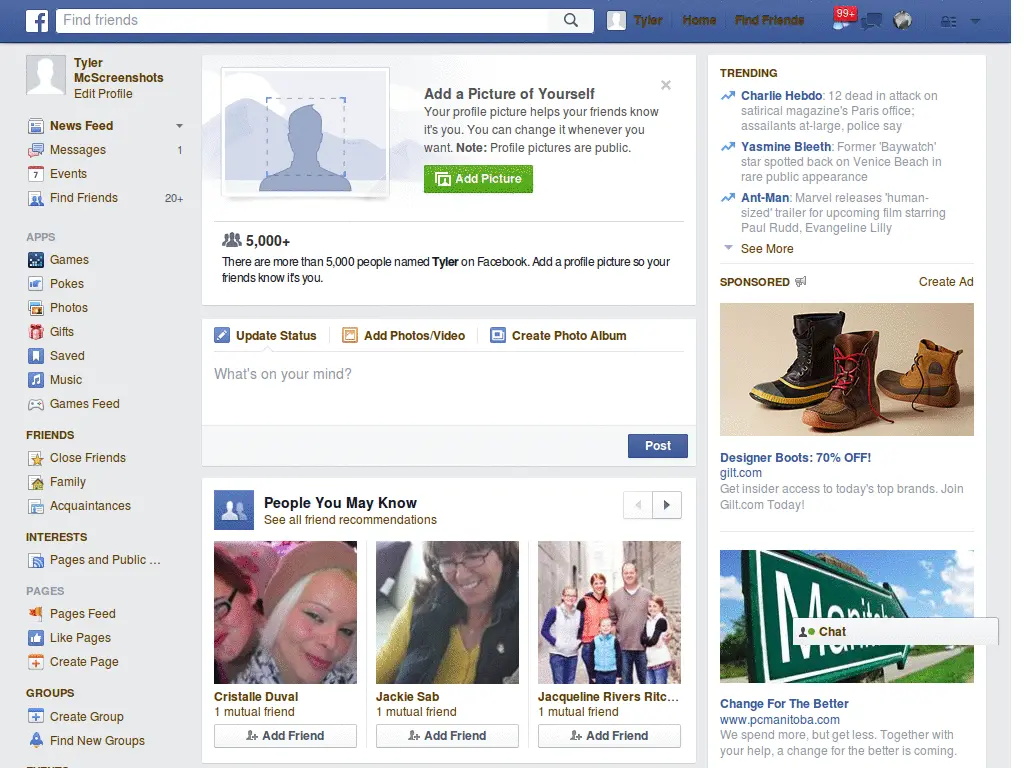 f
Find friends
Tyler
Home
Find Friends
99+
Tyler
McScreenshots
Edit Profile
News Feed
Messages 1
7 Events
Find Friends 20+
APPS
Games
Pokes
Photos
Gifts
Saved
Music
Games Feed
FRIENDS
Close Friends
Family
Acquaintances
INTERESTS
Pages and Public ...
PAGES
Pages Feed
Like Pages
Create Page
GROUPS
Create Group
Find New Groups
EVENTS
Add a Picture of Yourself
Your profile picture helps your friends know
it's you. You can change it whenever you
want. Note: Profile pictures are public.
Add Picture
5,000+
There are more than 5,000 people named Tyler on Facebook. Add a profile picture so your
friends know it's you.
Update Status
Add Photos/Video
Create Photo Album
What's on your mind?
Post
People You May Know
See all friend recommendations
Cristalle Duval
1 mutual friend
Add Friend
Jackie Sab
1 mutual friend
Add Friend
Jacqueline Rivers Ritc...
1 mutual friend
Add Friend
TRENDING
Charlie Hebdo: 12 dead in attack on
satirical magazine's Paris office;
assailants at-large, police say
Yasmine Bleeth: Former 'Baywatch'
star spotted back on Venice Beach in
rare public appearance
Ant-Man: Marvel releases 'human-
sized' trailer for upcoming film starring
Paul Rudd, Evangeline Lilly
See More
SPONSORED
Create Ad
Designer Boots: 70% OFF!
gilt.com
Get insider access to today's top brands. Join
Gilt.com Today!
Manitoba
Chat
Change For The Better
www.pcmanitoba.com
We spend more, but get less. Together with
your help, a change for the better is coming.